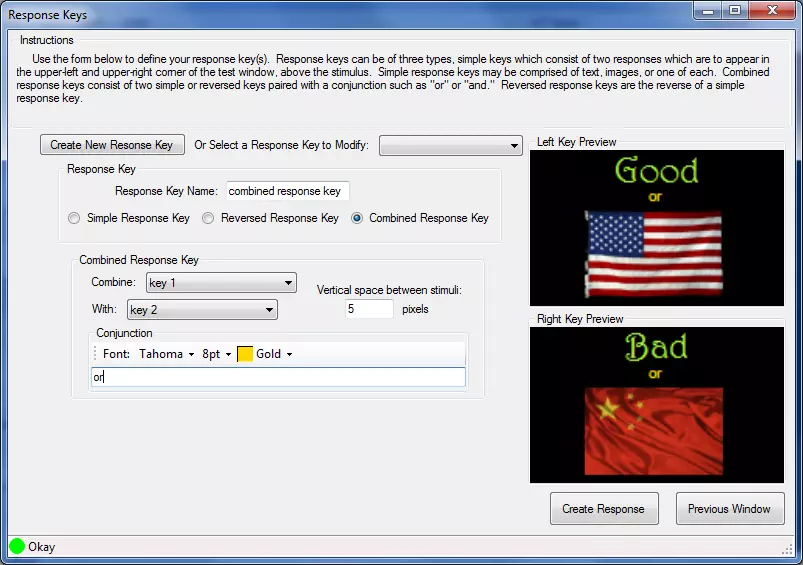 Response Keys
Instructions
Use the form below to define your response key(s). Response keys can be of three types, simple keys which consist of two responses which are to appear in
the upper-left and upper-right corner of the test window, above the stimulus. Simple response keys may be comprised of text, images, or one of each. Combined
response keys consist of two simple or reversed keys paired with a conjunction such as "or" or "and." Reversed response keys are the reverse of a simple
response key.
Create New Resonse Key Or Select a Response Key to Modify:
Response Key
Response Key Name: combined response key
Simple Response Key Reversed Response Key Combined Response Key
Combined Response Key
Combine: key 1
With: key 2
Vertical space between stimuli:
5 pixels
Conjunction
Font: Tahoma 8pt Gold
or
Left Key Preview
Good
or
Right Key Preview
Bad
or
Create Response Previous Window
Okay